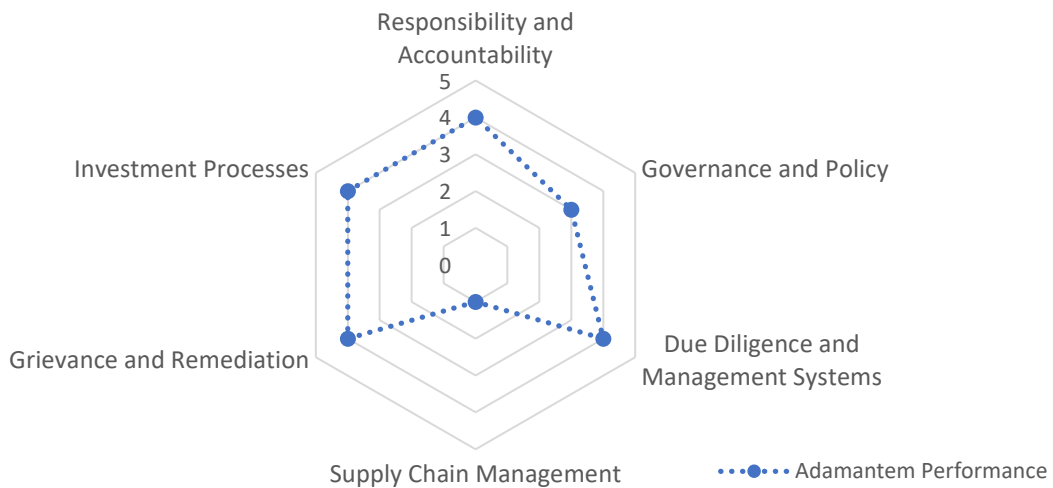 Responsibility and
Accountability
5
4
3
2
1
0
Investment Processes
Governance and Policy
Grievance and Remediation
Due Diligence and
Management Systems
Supply Chain Management
Adamantem Performance